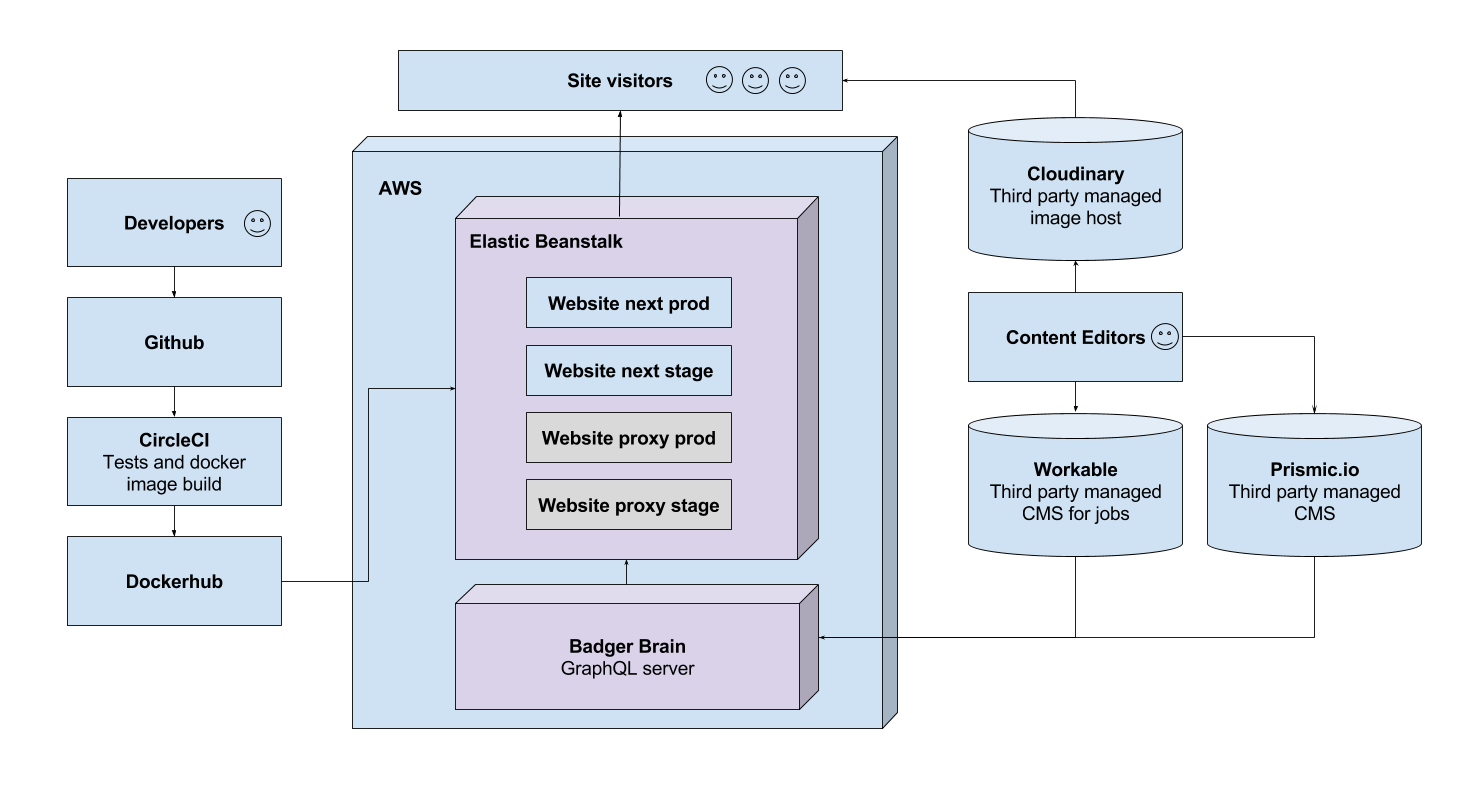 Site visitors
AWS
Developers
Github
CircleCI
Tests and docker
image build
Dockerhub
Elastic Beanstalk
Website next prod
Website next stage
Website proxy prod
Website proxy stage
Badger Brain
GraphQL server
Cloudinary
Third party managed
image host
Content Editors
Workable
Third party managed
CMS for jobs
Prismic.io
Third party managed
CMS